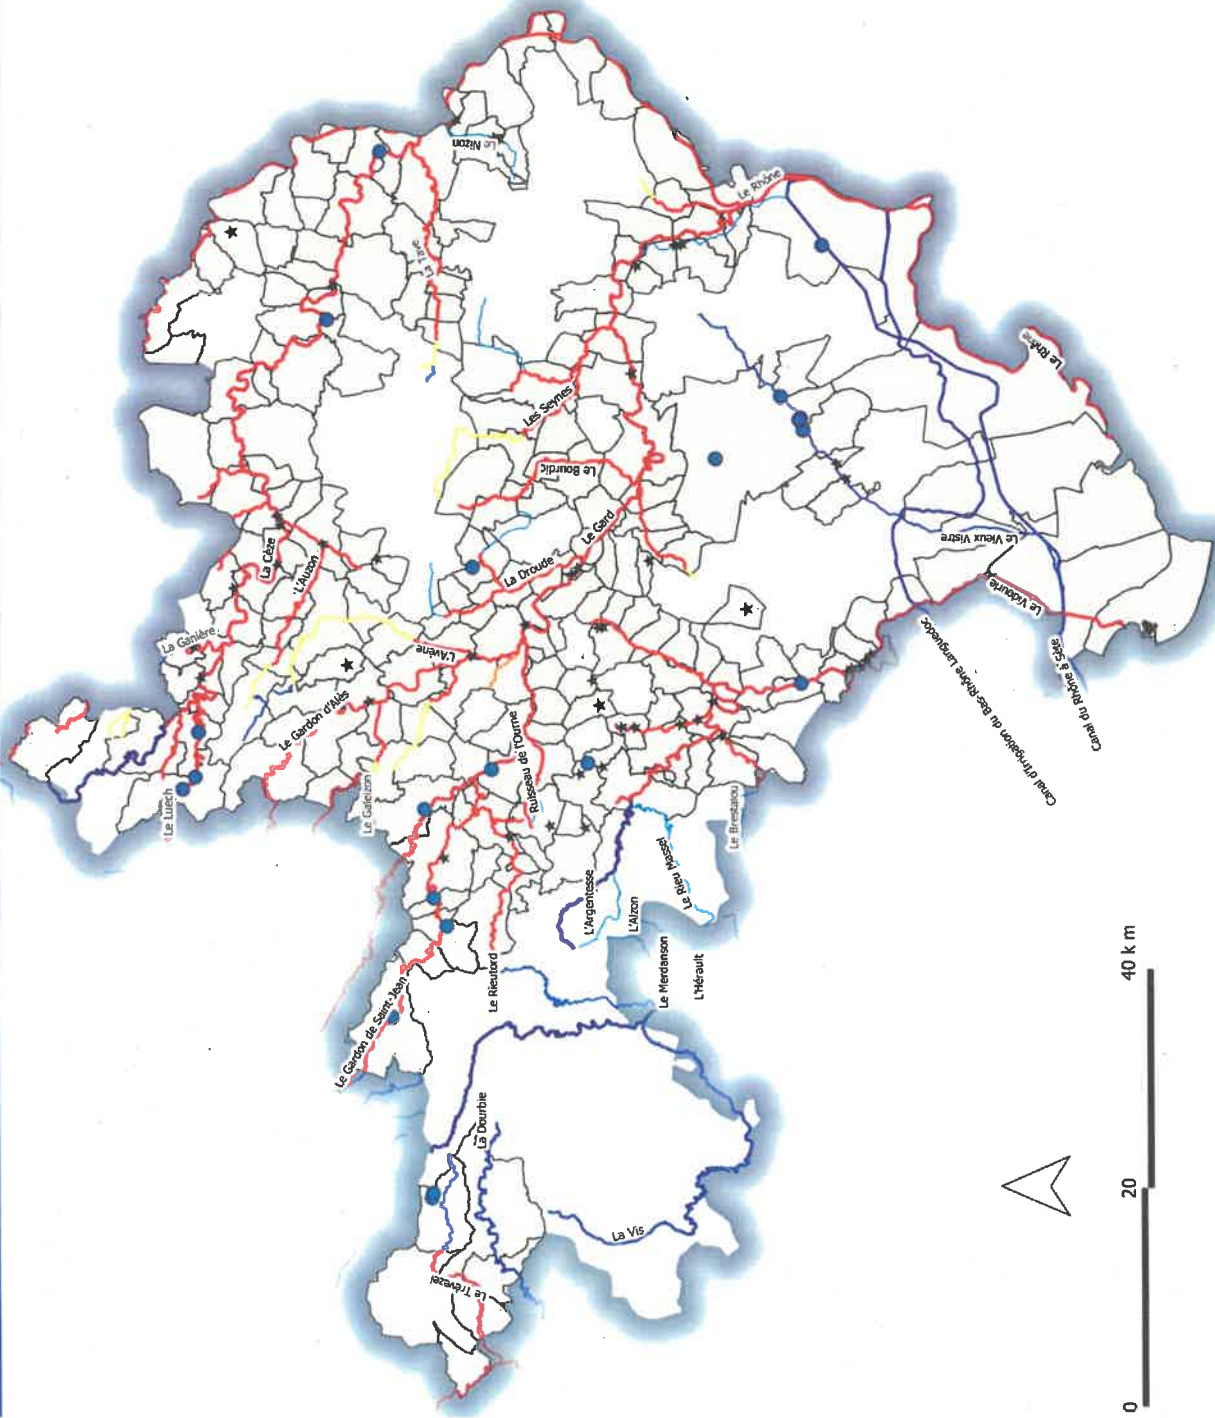 Le Nizon
Le Rhône
La Tave
Les Seynes
Le Bourdic
Le Gard
La Droude
La Cèze
L'Auzon
La Ganière
L'Avène
Le Gardon d'Alès
Le Galeizon
Ruisseau de l'Ourne
Le Luech
Le Rhône
Le Vieux Vistre
Le Vidourle
Canal d'Irrigation du Bas-Rhône Languedoc
Canal du Rhône à Sète
Le Brestalou
Le Rieu Massel
L'Argentesse
L'Alzon
Le Merdanson
L'Hérault
Le Rieutord
Le Gardon de Saint-Jean
La Dourbie
La Vis
Le Trévezel
0
20
40 km